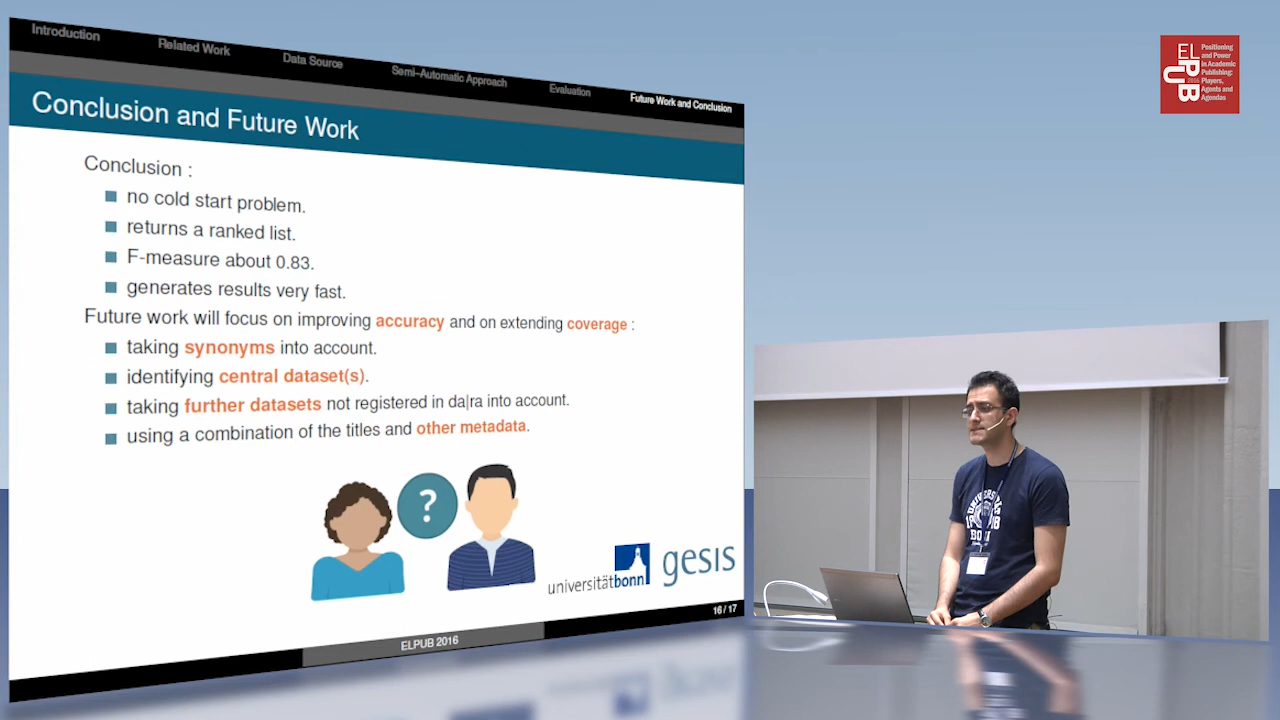 Introduction
Related Work
Data Source
Semi-Automatic Approach
Evaluation
Future Work and Conclusion
Conclusion and Future Work
Conclusion :
no cold start problem.
returns a ranked list.
F-measure about 0.83.
generates results very fast.
Future work will focus on improving accuracy and on extending coverage :
taking synonyms into account.
identifying central dataset(s).
taking further datasets not registered in da|ra into account.
using a combination of the titles and other metadata.
?
universitätbonn
gesis
16 / 17
ELPUB 2016
ELPUB
2016
Positioning
and Power
in Academic
Publishing:
Players,
Agents and
Agendas